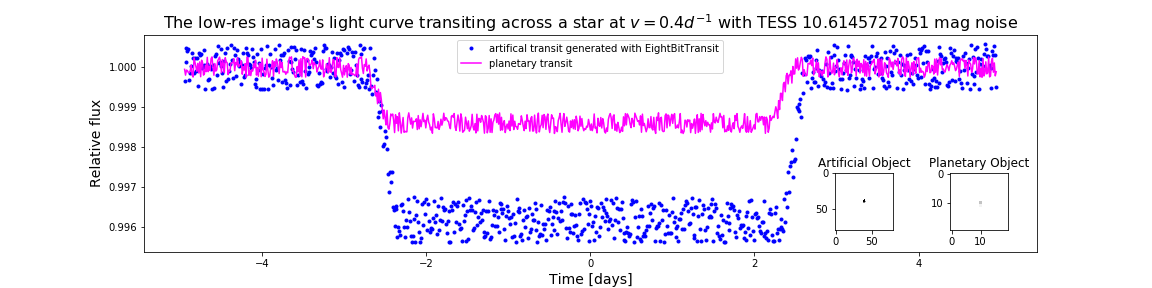 The low-res image's light curve transiting across a star at v = 0.4d⁻¹ with TESS 10.6145727051 mag noise
artifical transit generated with EightBitTransit
planetary transit
1.000
0.999
0.998
0.997
0.996
Relative flux
Artificial Object
Planetary Object
0
50
0
50
0
10
0
10
−4
−2
0
2
4
Time [days]